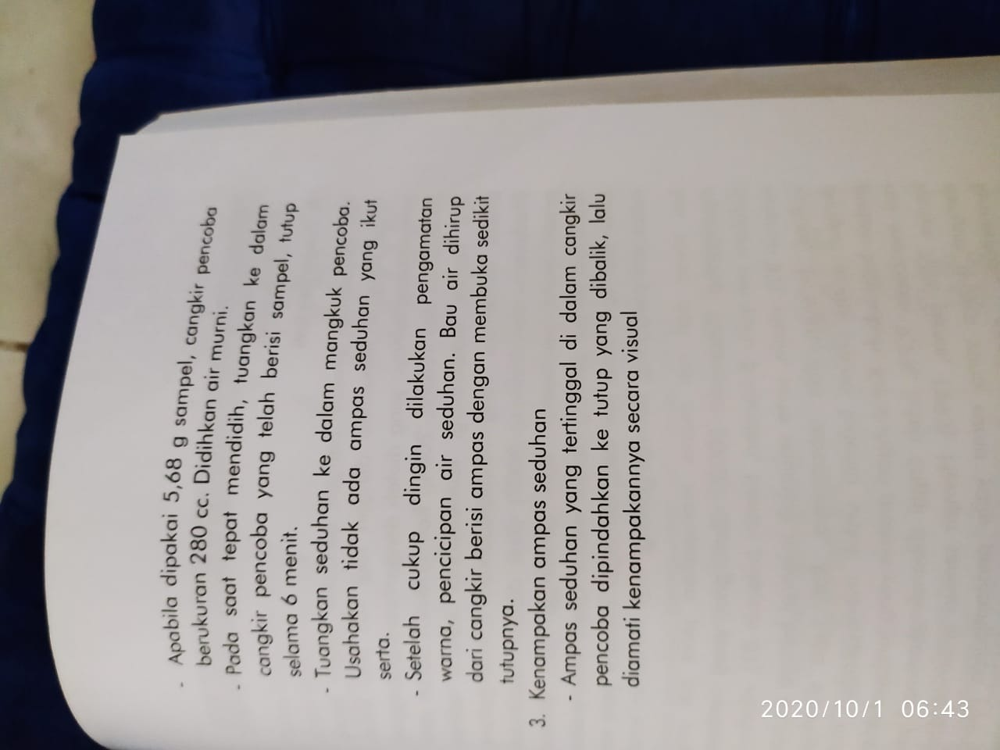 - Apabila dipakai 5,68 g sampel, cangkir pencoba
berukuran 280 cc. Didihkan air murni.
- Pada saat tepat mendidih, tuangkan ke dalam
cangkir pencoba yang telah berisi sampel, tutup
selama 6 menit.
- Tuangkan seduhan ke dalam mangkuk pencoba.
Usahakan tidak ada ampas seduhan yang ikut
serta.
- Setelah cukup dingin dilakukan pengamatan
warna, pencicipan air seduhan. Bau air dihirup
dari cangkir berisi ampas dengan membuka sedikit
tutupnya.
3. Kenampakan ampas seduhan
- Ampas seduhan yang tertinggal di dalam cangkir
pencoba dipindahkan ke tutup yang dibalik, lalu
diamati kenampakannya secara visual
2020/10/1 06:43